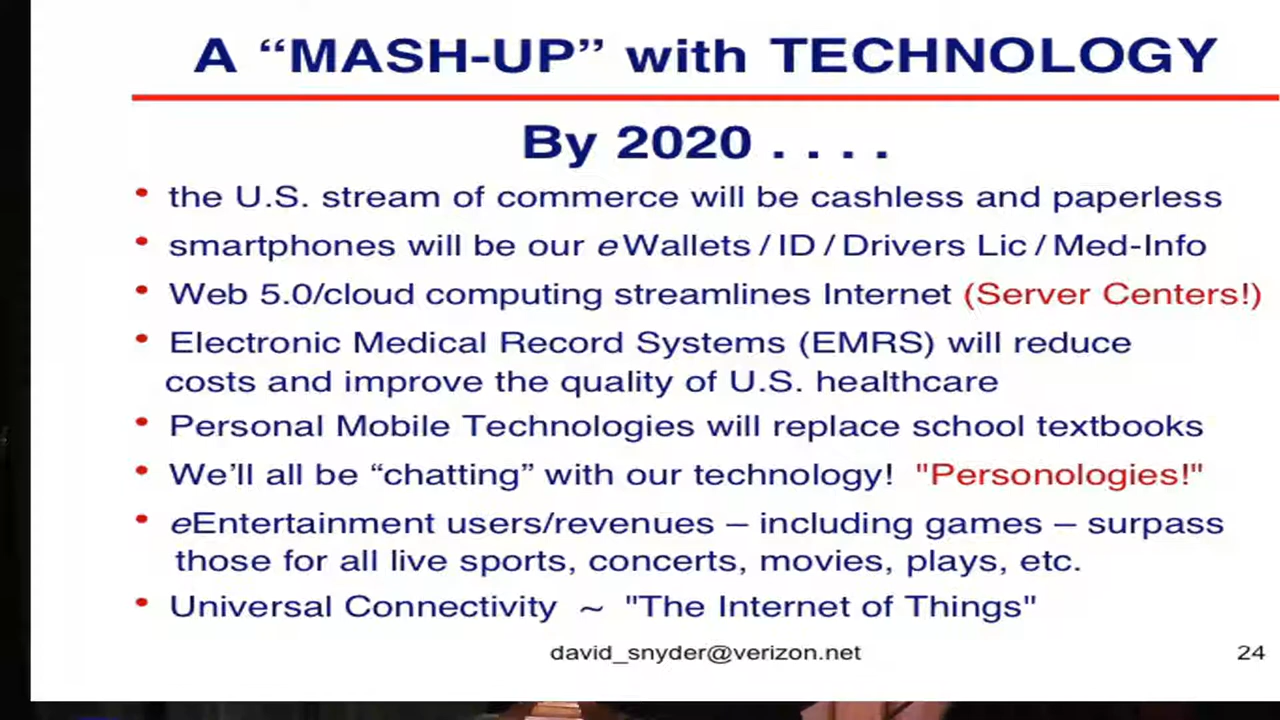 A “MASH-UP” with TECHNOLOGY
By 2020 . . . .
• the U.S. stream of commerce will be cashless and paperless
• smartphones will be our eWallets / ID / Drivers Lic / Med-Info
• Web 5.0/cloud computing streamlines Internet (Server Centers!)
• Electronic Medical Record Systems (EMRS) will reduce
costs and improve the quality of U.S. healthcare
• Personal Mobile Technologies will replace school textbooks
• We’ll all be “chatting” with our technology! "Personologies!"
• eEntertainment users/revenues – including games – surpass
those for all live sports, concerts, movies, plays, etc.
• Universal Connectivity ~ "The Internet of Things"
david_snyder@verizon.net 24